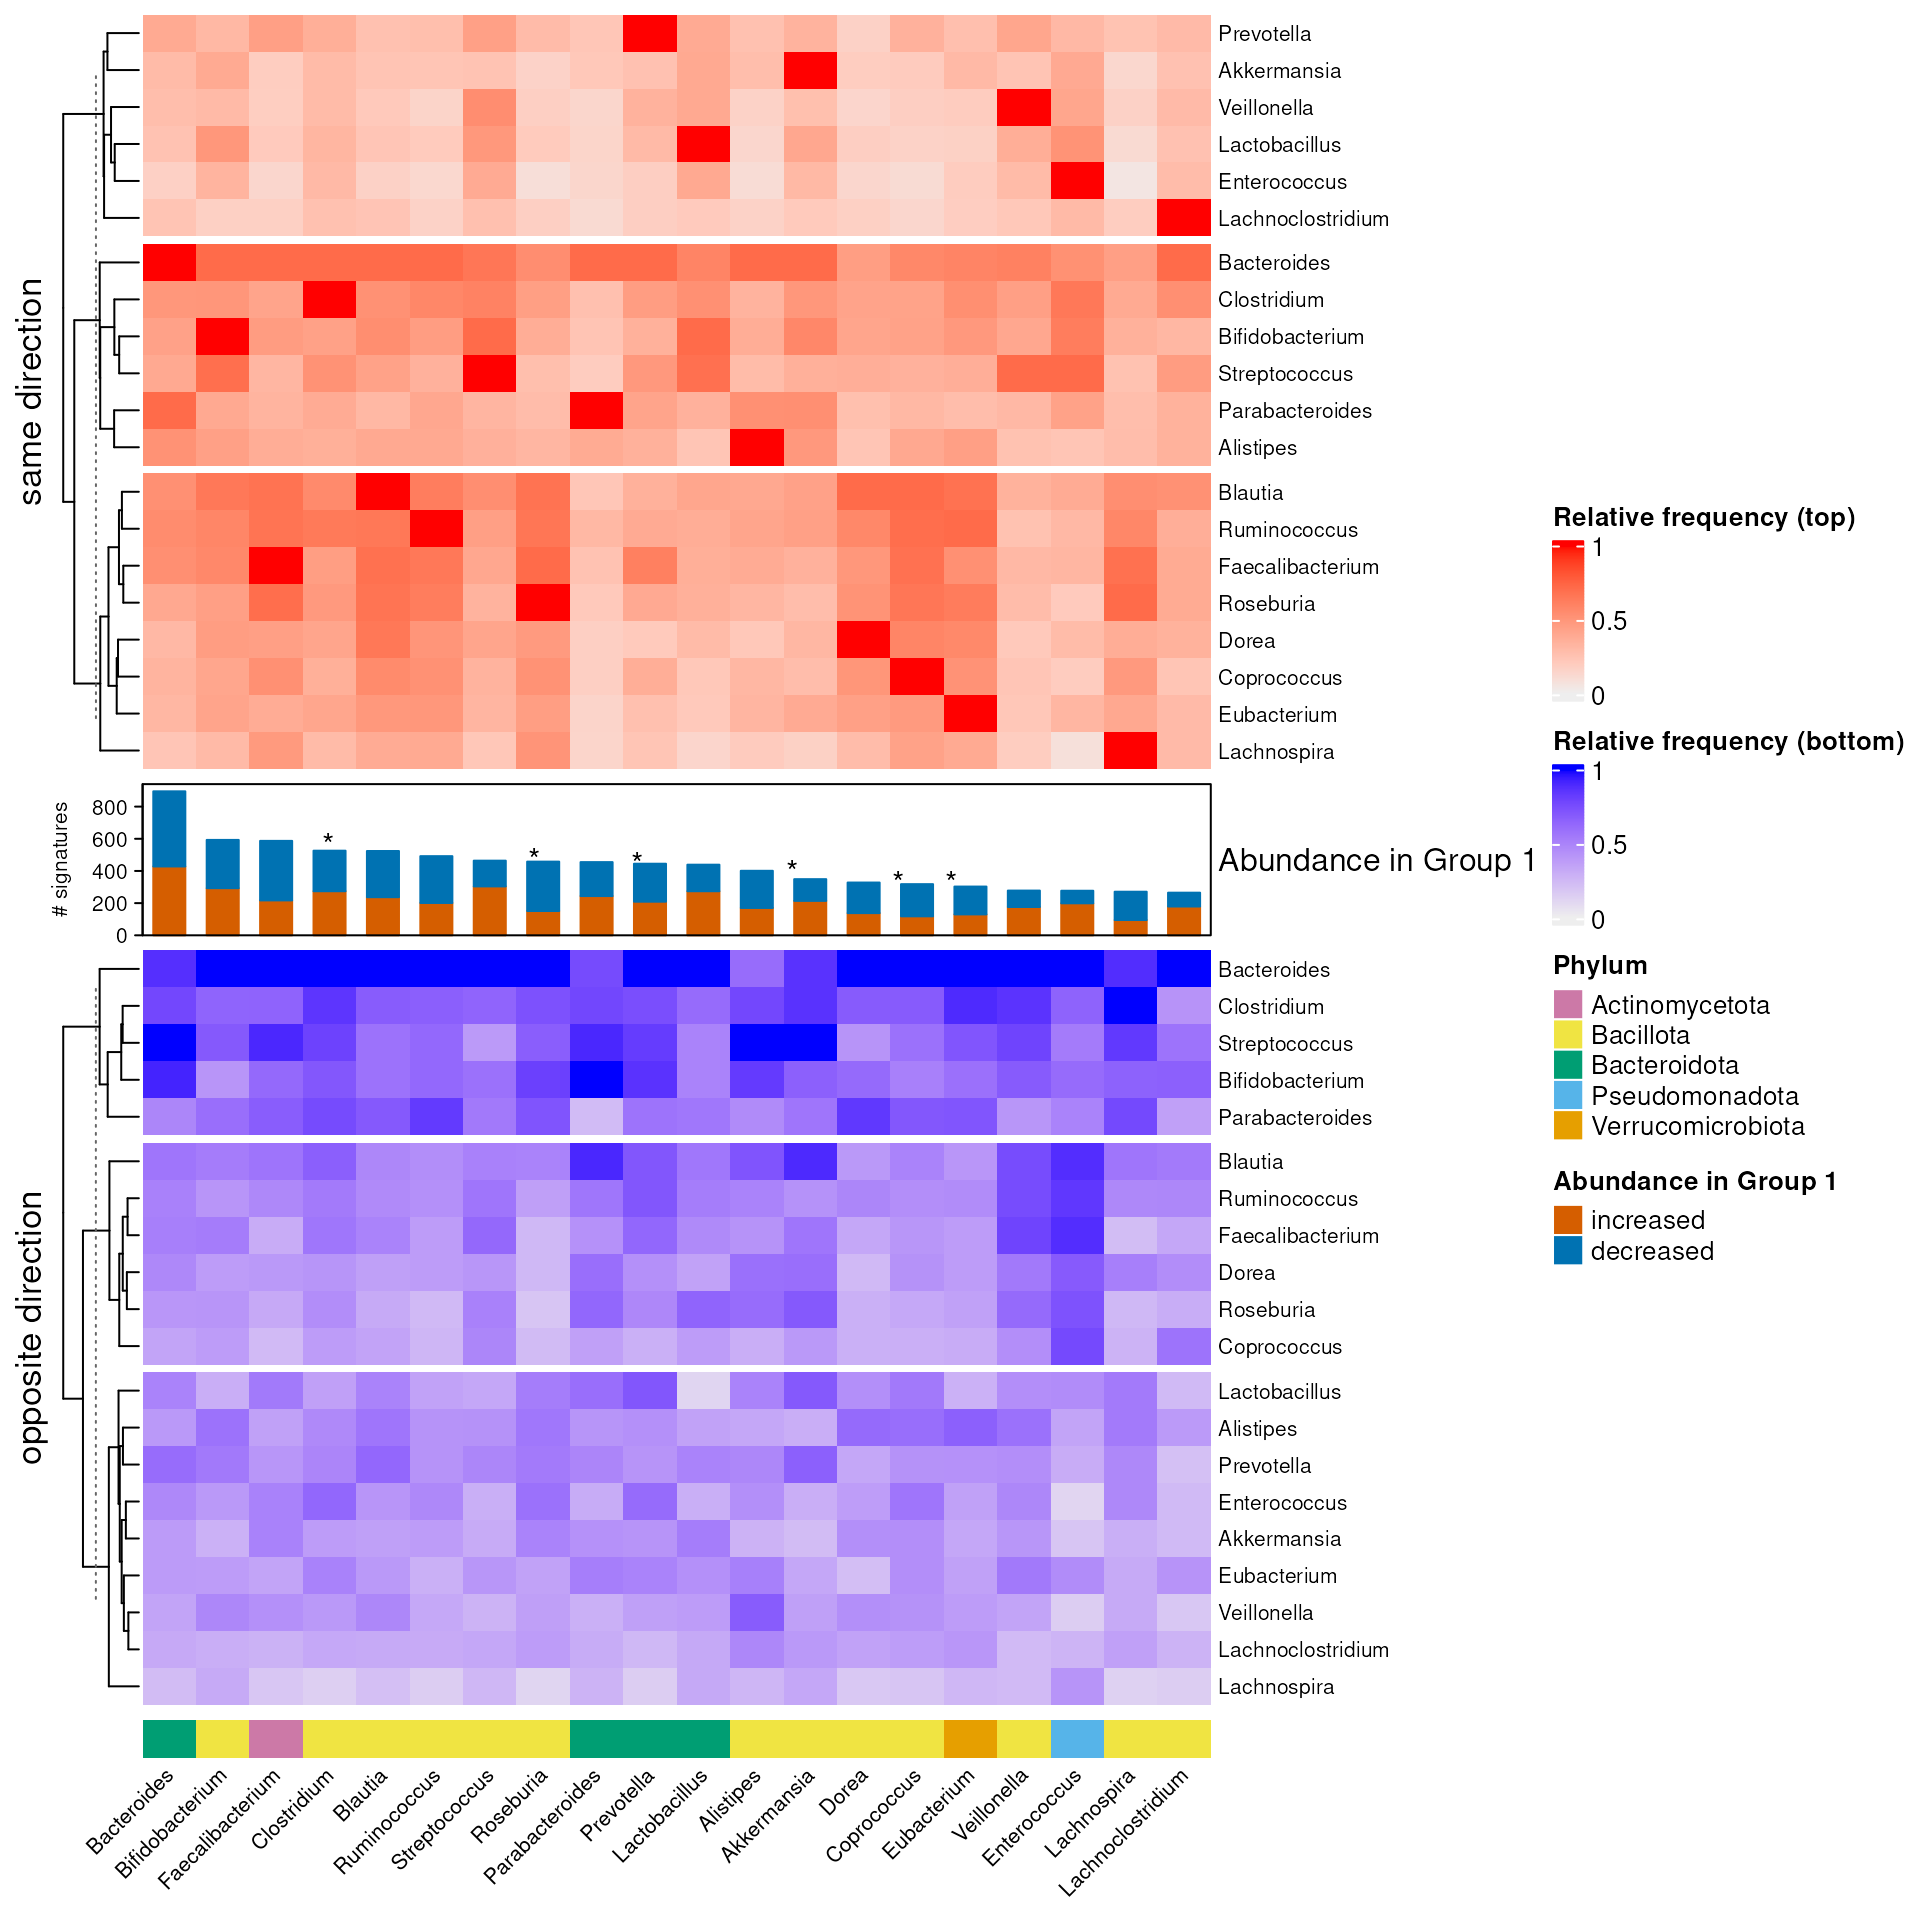 same direction
Prevotella
Akkermansia
Veillonella
Lactobacillus
Enterococcus
Lachnoclostridium
Bacteroides
Clostridium
Bifidobacterium
Streptococcus
Parabacteroides
Alistipes
Blautia
Ruminococcus
Faecalibacterium
Roseburia
Dorea
Coprococcus
Eubacterium
Lachnospira
# signatures
800
600
400
200
0
* * * * * *
Abundance in Group 1
opposite direction
Bacteroides
Clostridium
Streptococcus
Bifidobacterium
Parabacteroides
Blautia
Ruminococcus
Faecalibacterium
Dorea
Roseburia
Coprococcus
Lactobacillus
Alistipes
Prevotella
Enterococcus
Akkermansia
Eubacterium
Veillonella
Lachnoclostridium
Lachnospira
Bacteroides
Bifidobacterium
Faecalibacterium
Clostridium
Blautia
Ruminococcus
Streptococcus
Roseburia
Parabacteroides
Prevotella
Lactobacillus
Alistipes
Akkermansia
Dorea
Coprococcus
Eubacterium
Veillonella
Enterococcus
Lachnospira
Lachnoclostridium
Relative frequency (top)
1
0.5
0
Relative frequency (bottom)
1
0.5
0
Phylum
Actinomycetota
Bacillota
Bacteroidota
Pseudomonadota
Verrucomicrobiota
Abundance in Group 1
increased
decreased